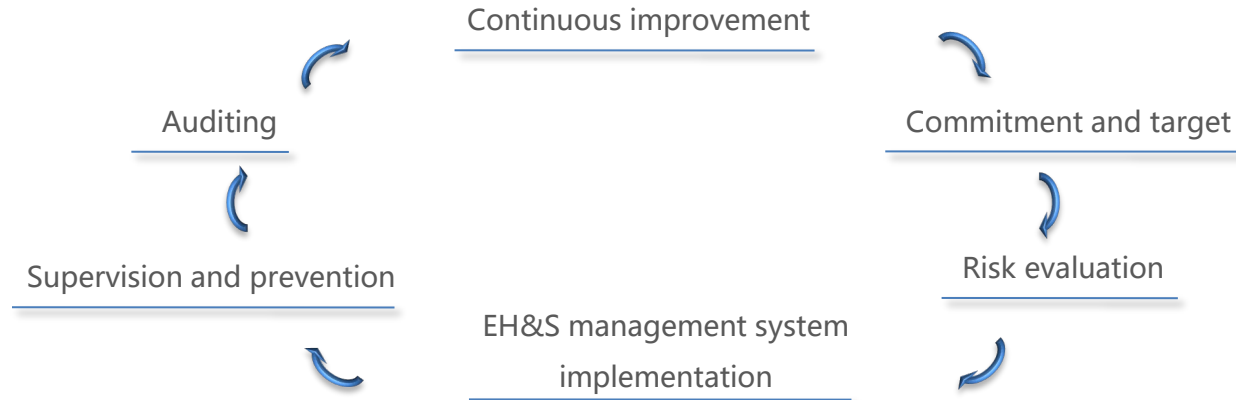 Continuous improvement
Auditing
Commitment and target
Supervision and prevention
Risk evaluation
EH&S management system
implementation